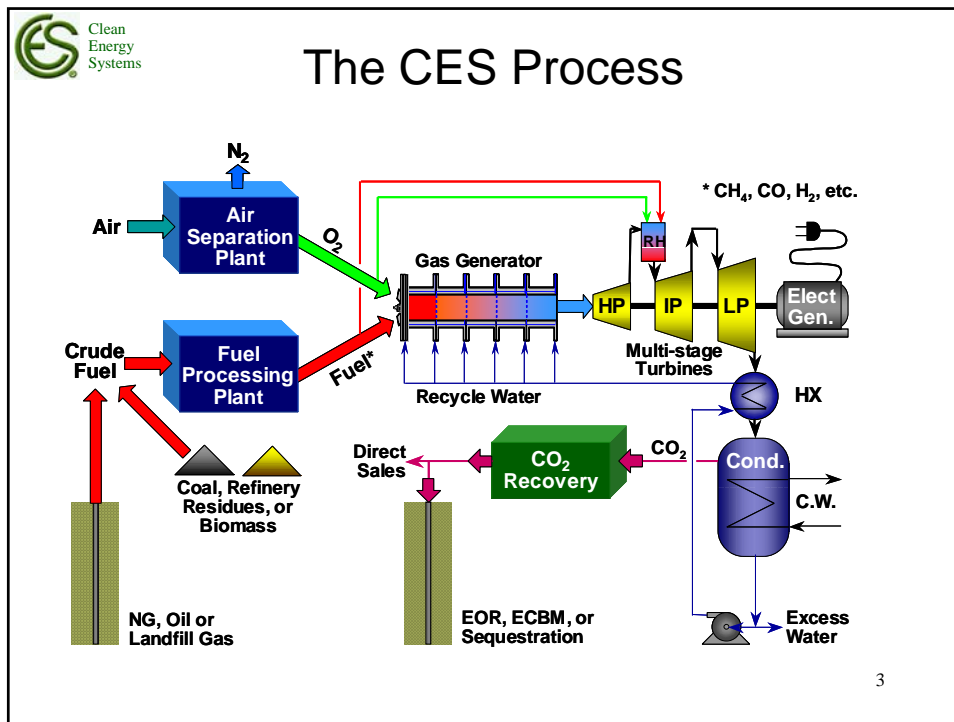 CES
Clean
Energy
Systems
The CES Process
N₂
* CH₄, CO, H₂, etc.
Air
Air
Separation
Plant
O₂
RH
Gas Generator
HP
IP
LP
Elect
Gen.
Multi-stage
Turbines
Crude
Fuel
Fuel
Processing
Plant
Fuel*
Recycle Water
HX
Direct
Sales
CO₂
Recovery
CO₂
Cond.
C.W.
Coal, Refinery
Residues, or
Biomass
NG, Oil or
Landfill Gas
EOR, ECBM, or
Sequestration
Excess
Water
3